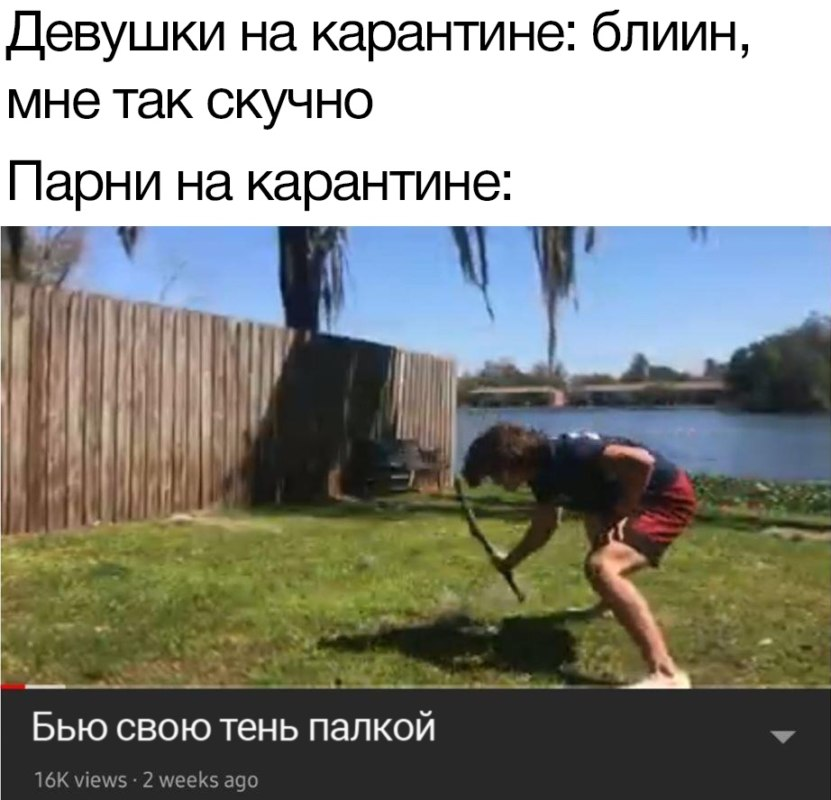 Девушки на карантине: блиин,
мне так скучно
Парни на карантине:
Бью свою тень палкой
16K views · 2 weeks ago